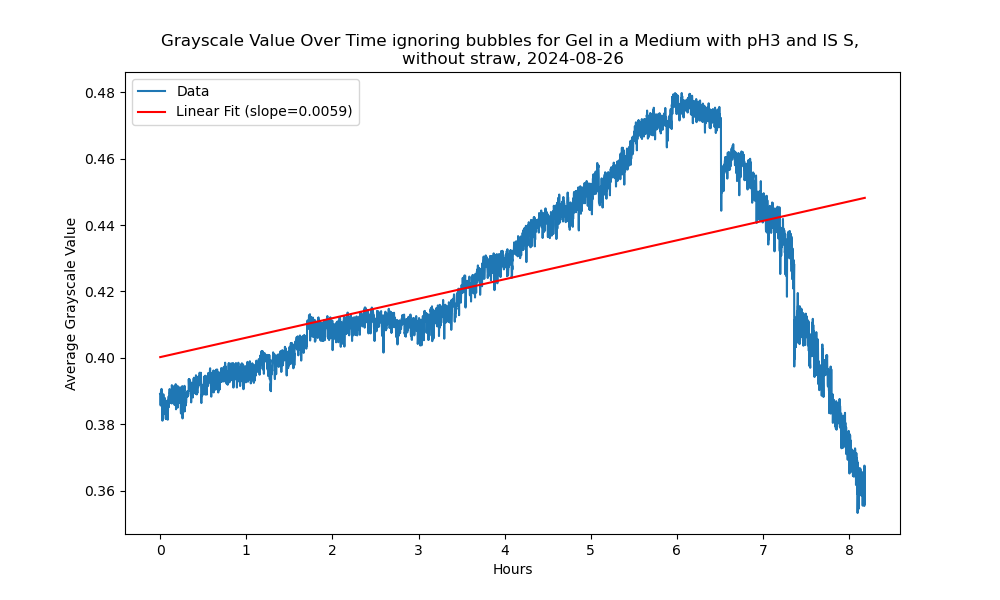 Grayscale Value Over Time ignoring bubbles for Gel in a Medium with pH3 and IS S,
without straw, 2024-08-26
Data
Linear Fit (slope=0.0059)
Average Grayscale Value
0.48
0.46
0.44
0.42
0.40
0.38
0.36
0 1 2 3 4 5 6 7 8
Hours